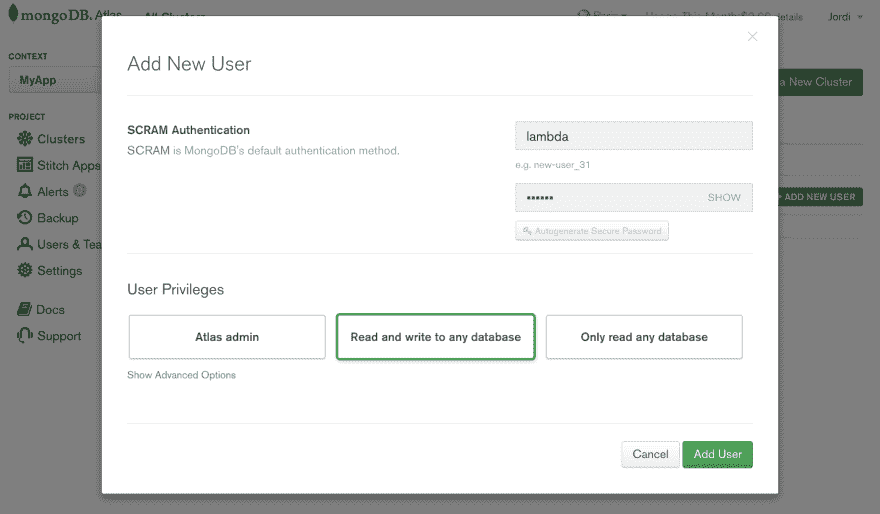 mongoDB. Atlas All Clusters Jordi
CONTEXT
MyApp
PROJECT
Clusters
Stitch Apps
Alerts
Backup
Users & Tea
Settings
Docs
Support
a New Cluster
ADD NEW USER
Add New User
SCRAM Authentication
SCRAM is MongoDB's default authentication method.
lambda
e.g. new-user_31
•••••• SHOW
Autogenerate Secure Password
User Privileges
Atlas admin
Read and write to any database
Only read any database
Show Advanced Options
Cancel
Add User